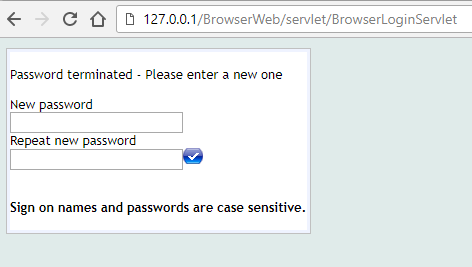 127.0.0.1/BrowserWeb/servlet/BrowserLoginServlet
Password terminated - Please enter a new one
New password
Repeat new password
Sign on names and passwords are case sensitive.